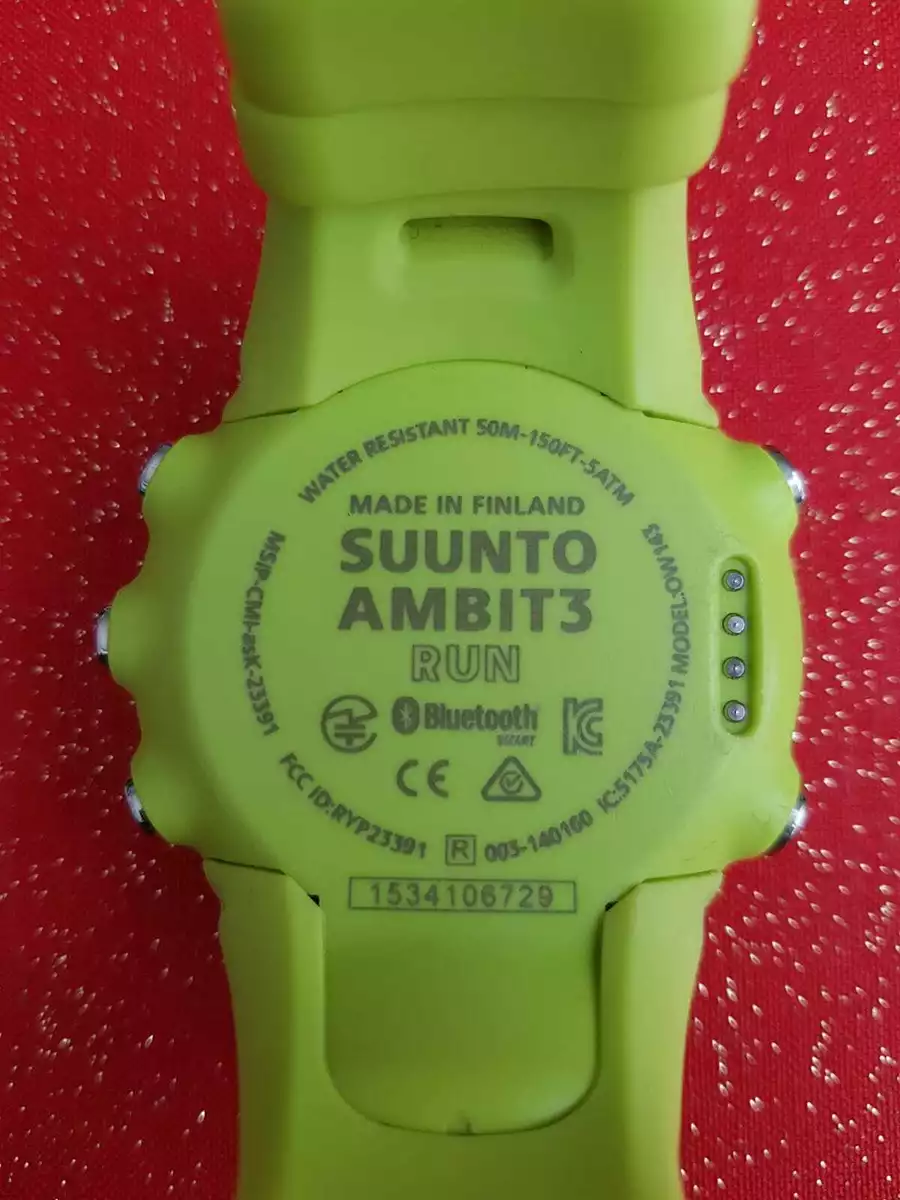 WATER RESISTANT 50M-150FT-5ATM
MADE IN FINLAND
SUUNTO
AMBIT3
RUN
Bluetooth
SMART
CE
R 003-140160
IC:5175A-23391 MODEL:OW143
MSIP-CMI-asK-23391
FCC ID:RYP23391
1534106729